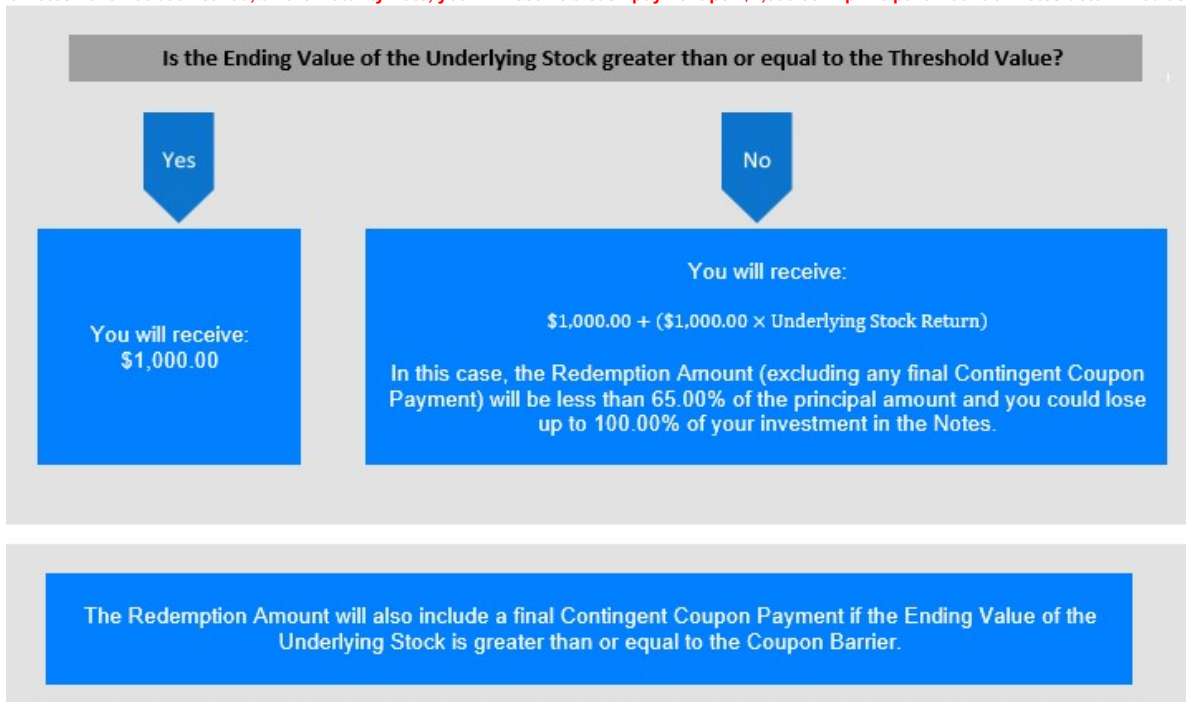 Is the Ending Value of the Underlying Stock greater than or equal to the Threshold Value?
Yes
No
You will receive:
$1,000.00
You will receive:
$1,000.00 + ($1,000.00 × Underlying Stock Return)
In this case, the Redemption Amount (excluding any final Contingent Coupon
Payment) will be less than 65.00% of the principal amount and you could lose
up to 100.00% of your investment in the Notes.
The Redemption Amount will also include a final Contingent Coupon Payment if the Ending Value of the
Underlying Stock is greater than or equal to the Coupon Barrier.